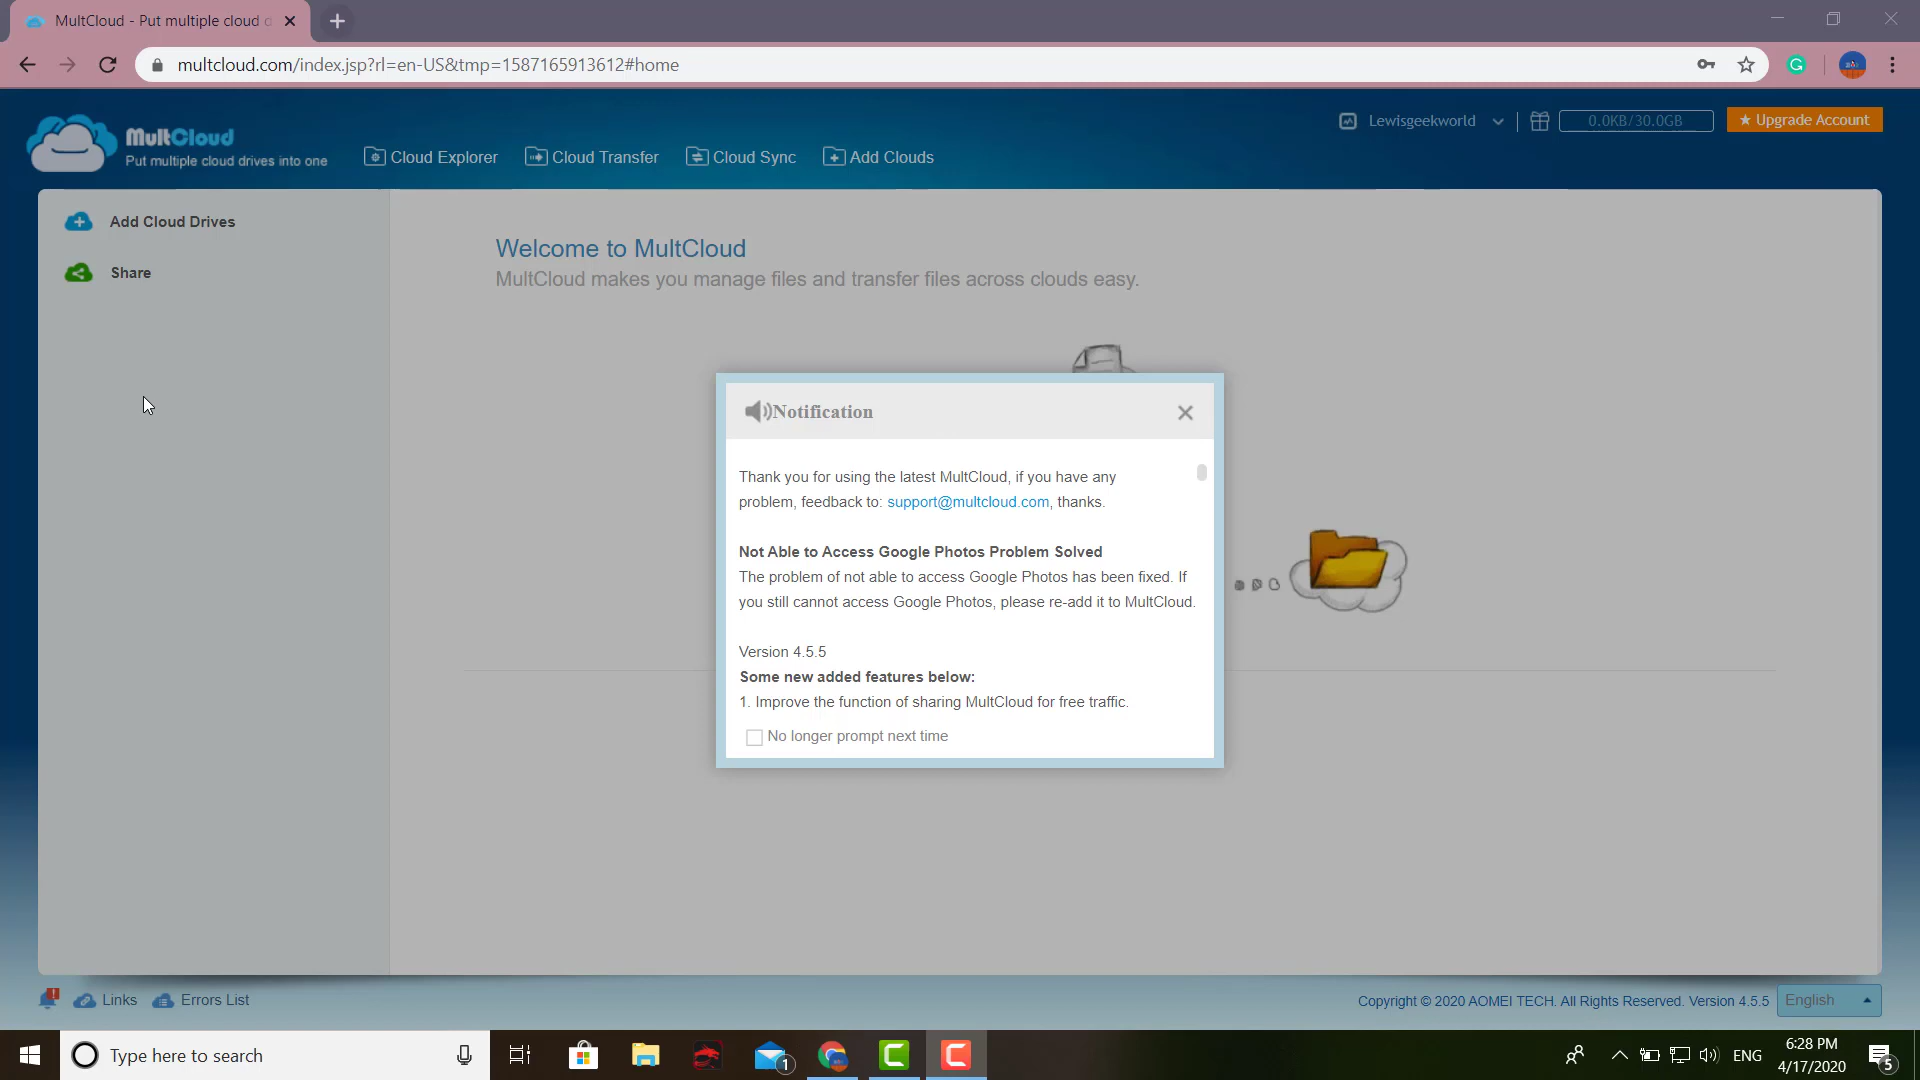 MultCloud - Put multiple cloud d
multcloud.com/index.jsp?rl=en-US&tmp=1587165913612#home
MultCloud
Put multiple cloud drives into one
Cloud Explorer
Cloud Transfer
Cloud Sync
Add Clouds
Lewisgeekworld
0.0KB/30.0GB
★ Upgrade Account
Add Cloud Drives
Share
Welcome to MultCloud
MultCloud makes you manage files and transfer files across clouds easy.
Notification
Thank you for using the latest MultCloud, if you have any
problem, feedback to: support@multcloud.com, thanks.
Not Able to Access Google Photos Problem Solved
The problem of not able to access Google Photos has been fixed. If
you still cannot access Google Photos, please re-add it to MultCloud.
Version 4.5.5
Some new added features below:
1. Improve the function of sharing MultCloud for free traffic.
No longer prompt next time
Links
Errors List
Copyright © 2020 AOMEI TECH. All Rights Reserved. Version 4.5.5
English
Type here to search
1
ENG
6:28 PM
4/17/2020
5